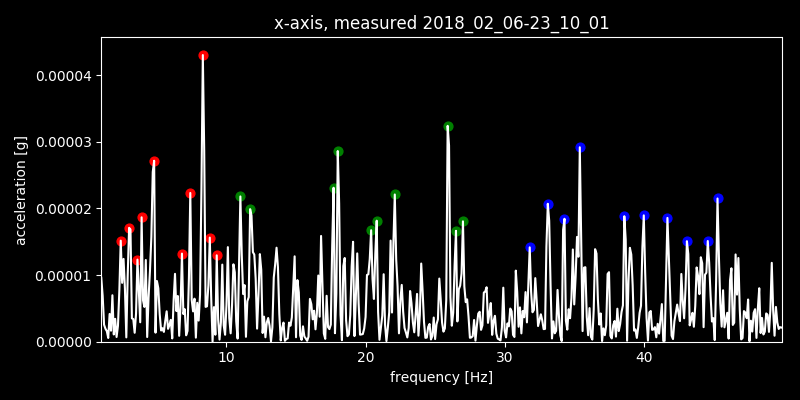 x-axis, measured 2018_02_06-23_10_01
0.00004
0.00003
0.00002
0.00001
0.00000
acceleration [g]
10 20 30 40
frequency [Hz]